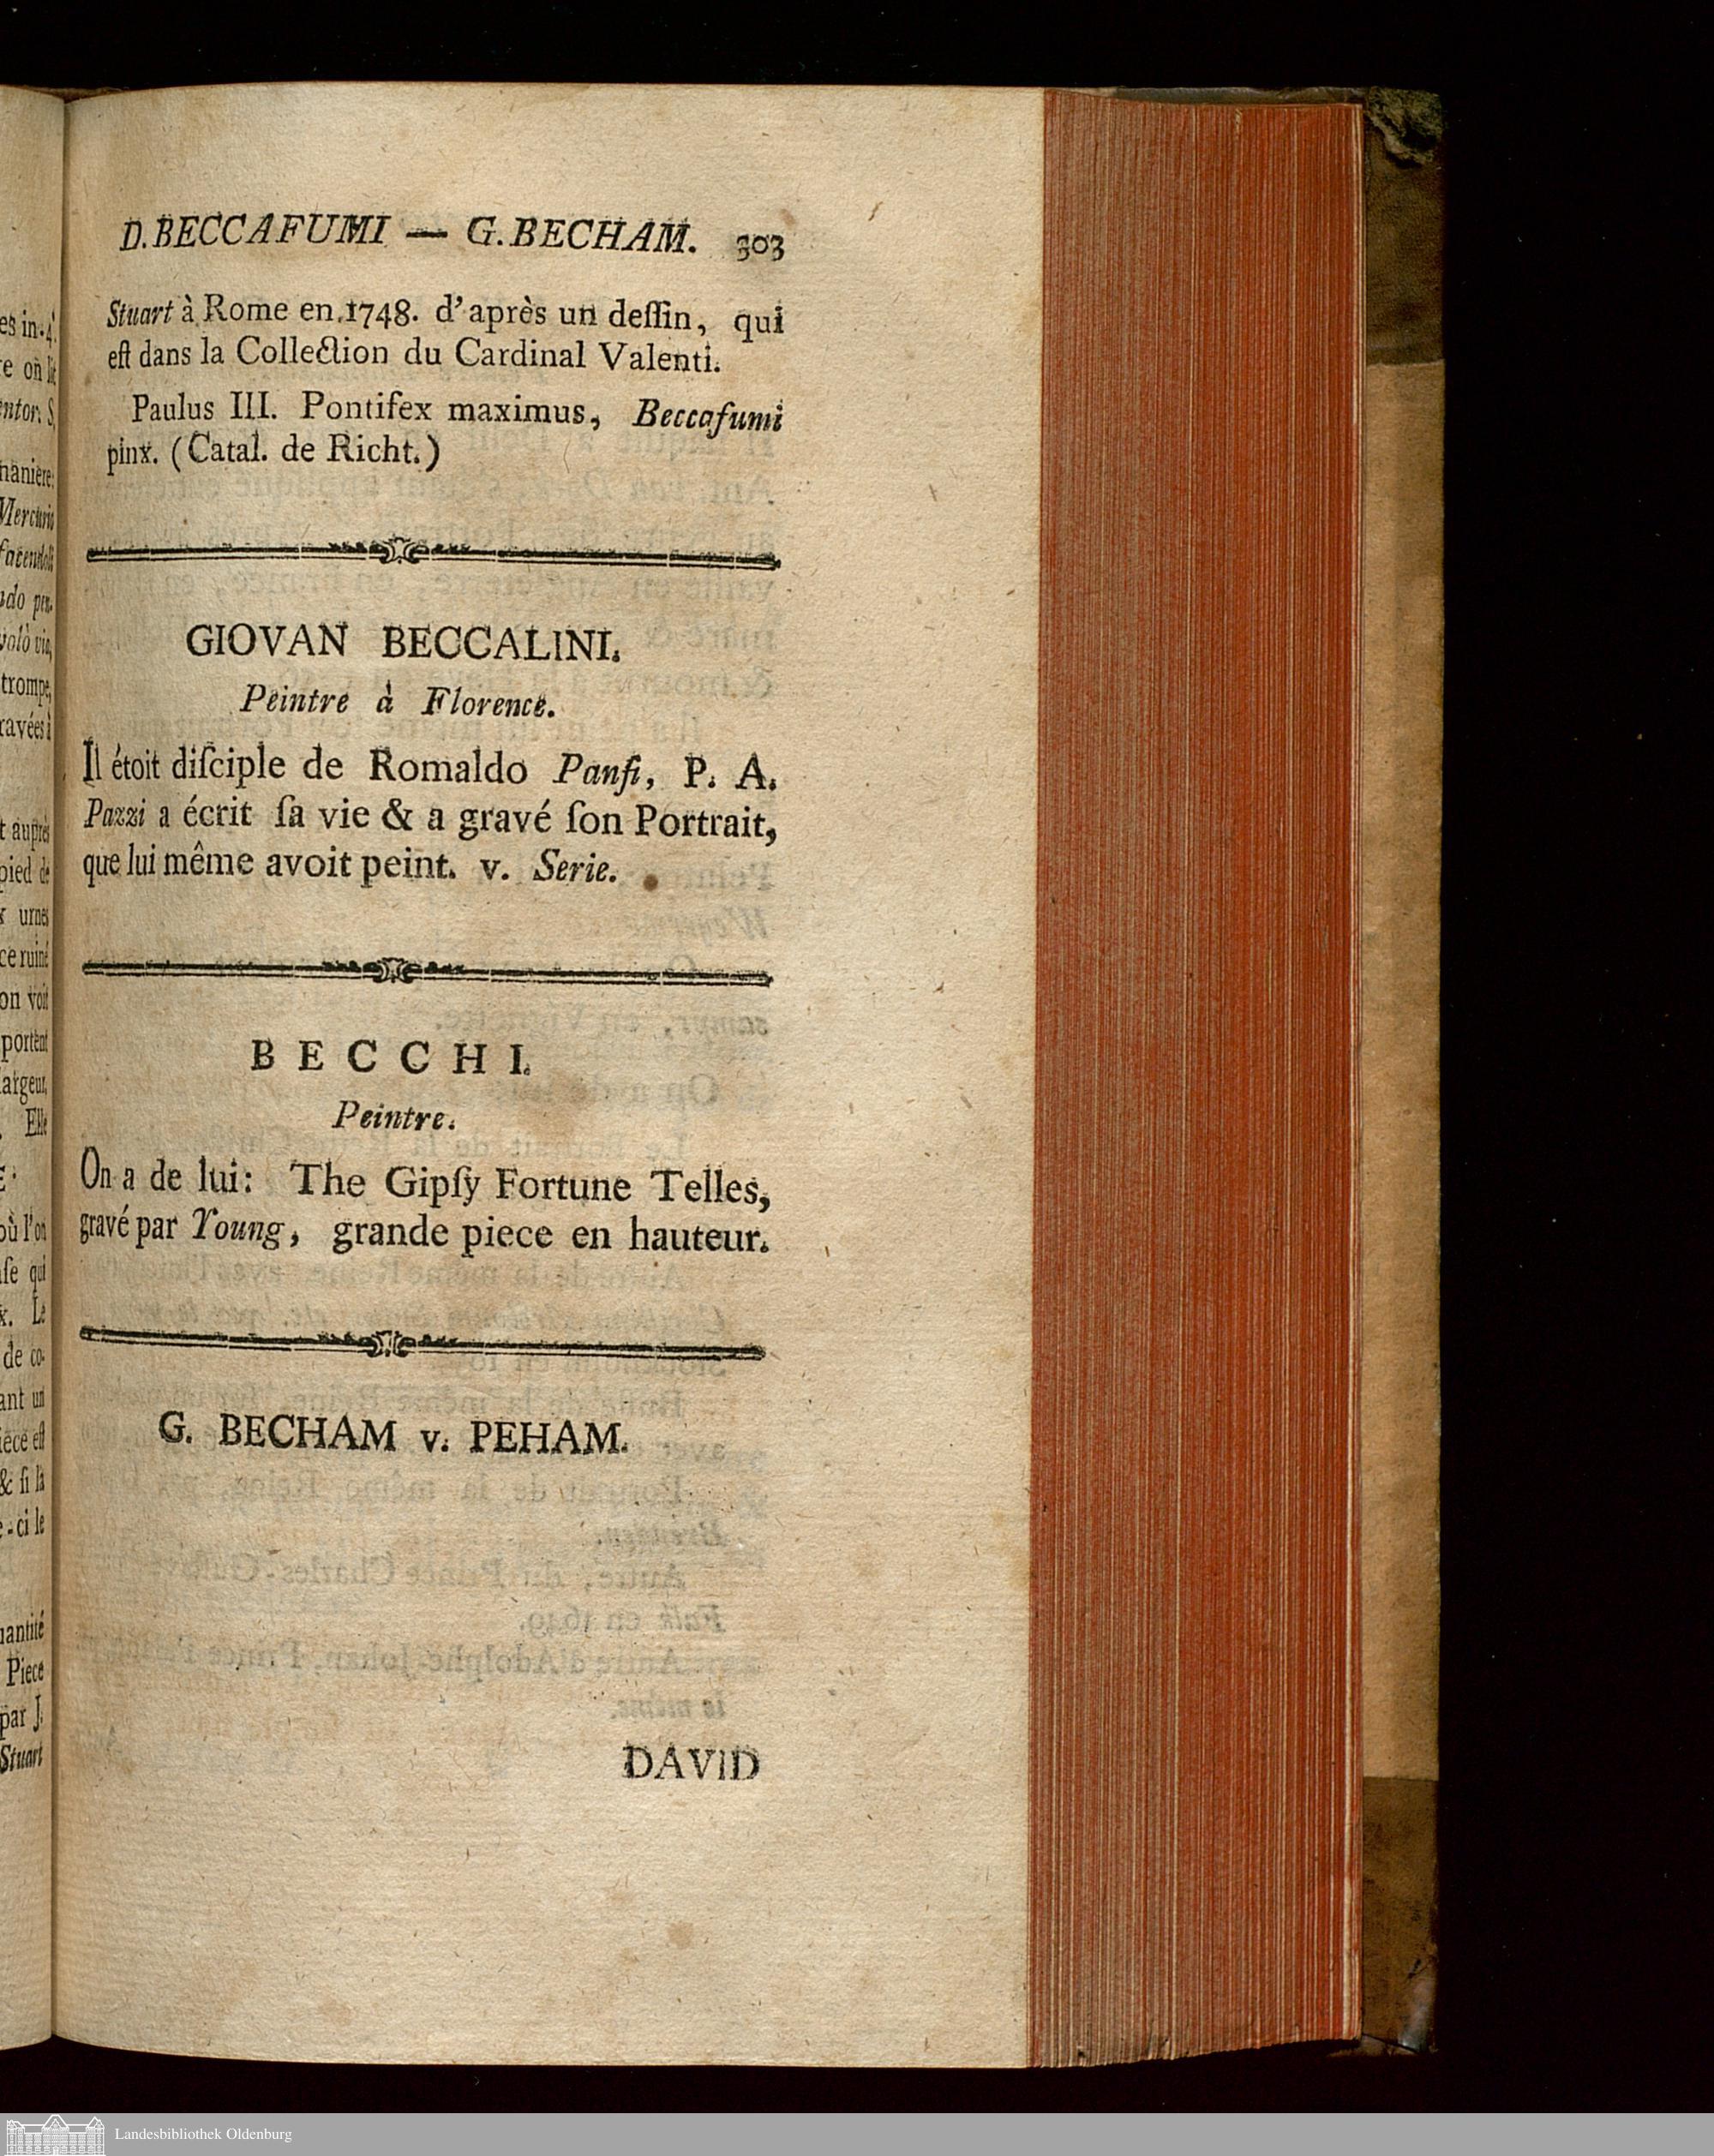 D. BECCAFUMI — G. BECHAM. 303
Stuart à Rome en 1748. d'après un deſſin, qui
eſt dans la Collection du Cardinal Valenti.
Paulus III. Pontifex maximus, Beccafumi
pinx. (Catal. de Richt.)
GIOVAN BECCALINI.
Peintre à Florence.
Il étoit diſciple de Romaldo Panſi, P. A.
Pazzi a écrit ſa vie & a gravé ſon Portrait,
que lui même avoit peint. v. Serie.
BECCHI.
Peintre.
On a de lui: The Gipſy Fortune Telles,
gravé par Young, grande piece en hauteur.
G. BECHAM v. PEHAM.
DAVID
Landesbibliothek Oldenburg